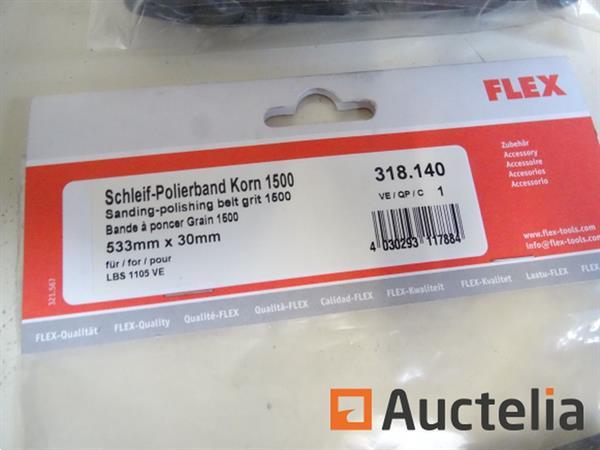 FLEX
Zubehör
Accessory
Accessoire
Accesorios
Accessorio
Schleif-Polierband Korn 1500
Sanding-polishing belt grit 1500
Bande à poncer Grain 1500
533mm x 30mm
für / for / pour
LBS 1105 VE
318.140
VE / QP / C 1
4 030293 117884
www.flex-tools.com
info@flex-tools.com
321.567
FLEX-Qualität FLEX-Quality Qualité-FLEX Qualità-FLEX Calidad-FLEX FLEX-Kwaliteit FLEX-Kvalitet Laatu-FLEX
Auctelia